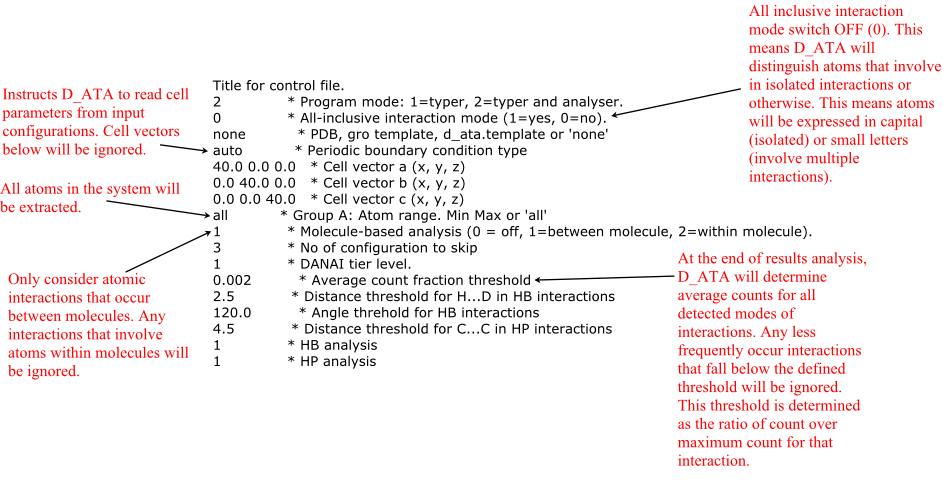 All inclusive interaction
mode switch OFF (0). This
means D_ATA will
distinguish atoms that involve
in isolated interactions or
otherwise. This means atoms
will be expressed in capital
(isolated) or small letters
(involve multiple
interactions).
Instructs D_ATA to read cell
parameters from input
configurations. Cell vectors
below will be ignored.
All atoms in the system will
be extracted.
Only consider atomic
interactions that occur
between molecules. Any
interactions that involve
atoms within molecules will
be ignored.
Title for control file.
2 * Program mode: 1=typer, 2=typer and analyser.
0 * All-inclusive interaction mode (1=yes, 0=no).
none * PDB, gro template, d_ata.template or 'none'
auto * Periodic boundary condition type
40.0 0.0 0.0 * Cell vector a (x, y, z)
0.0 40.0 0.0 * Cell vector b (x, y, z)
0.0 0.0 40.0 * Cell vector c (x, y, z)
all * Group A: Atom range. Min Max or 'all'
1 * Molecule-based analysis (0 = off, 1=between molecule, 2=within molecule).
3 * No of configuration to skip
1 * DANAI tier level.
0.002 * Average count fraction threshold
2.5 * Distance threshold for H...D in HB interactions
120.0 * Angle threhold for HB interactions
4.5 * Distance threshold for C...C in HP interactions
1 * HB analysis
1 * HP analysis
At the end of results analysis,
D_ATA will determine
average counts for all
detected modes of
interactions. Any less
frequently occur interactions
that fall below the defined
threshold will be ignored.
This threshold is determined
as the ratio of count over
maximum count for that
interaction.